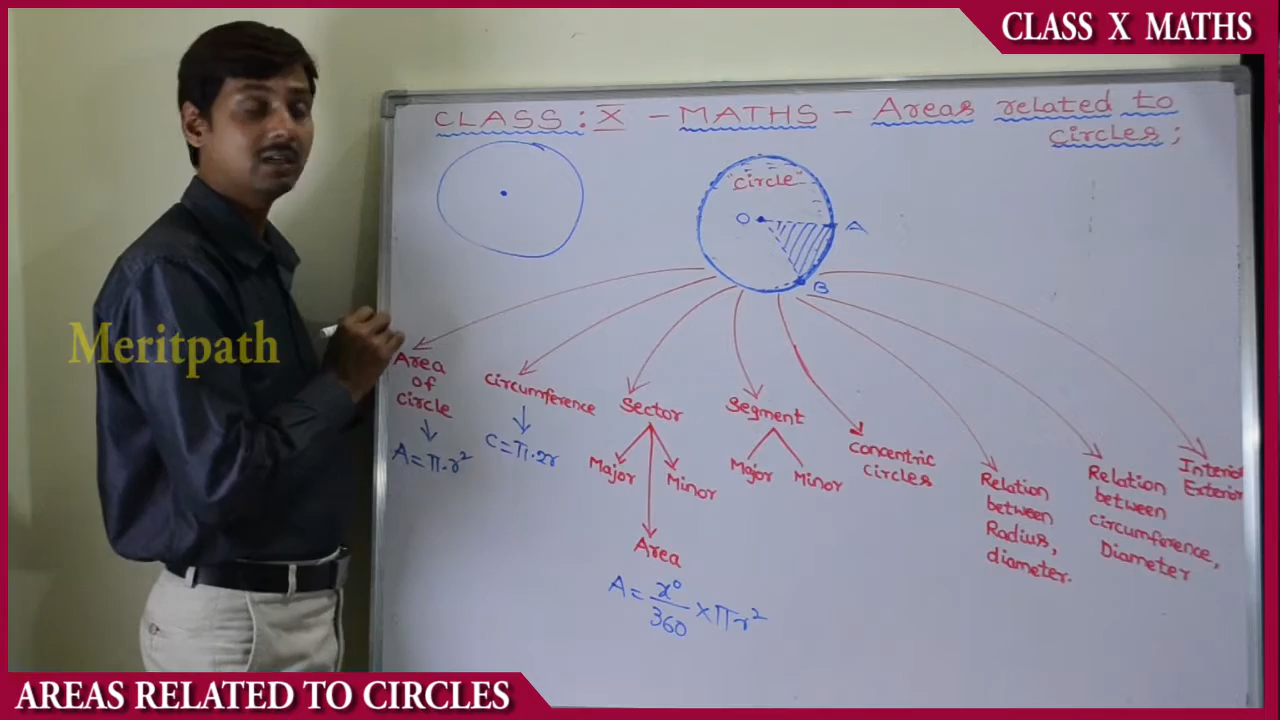 CLASS X MATHS
CLASS : X - MATHS - Areas related to
circles ;
"circle"
O
A
B
Meritpath
Area
of
circle
A = π.r²
circumference
C = π.2r
Sector
Major
Minor
Area
A = x°/360 × πr²
Segment
Major
Minor
concentric
circles
Relation
between
Radius,
diameter.
Relation
between
circumference,
Diameter
Interior
Exterior
AREAS RELATED TO CIRCLES